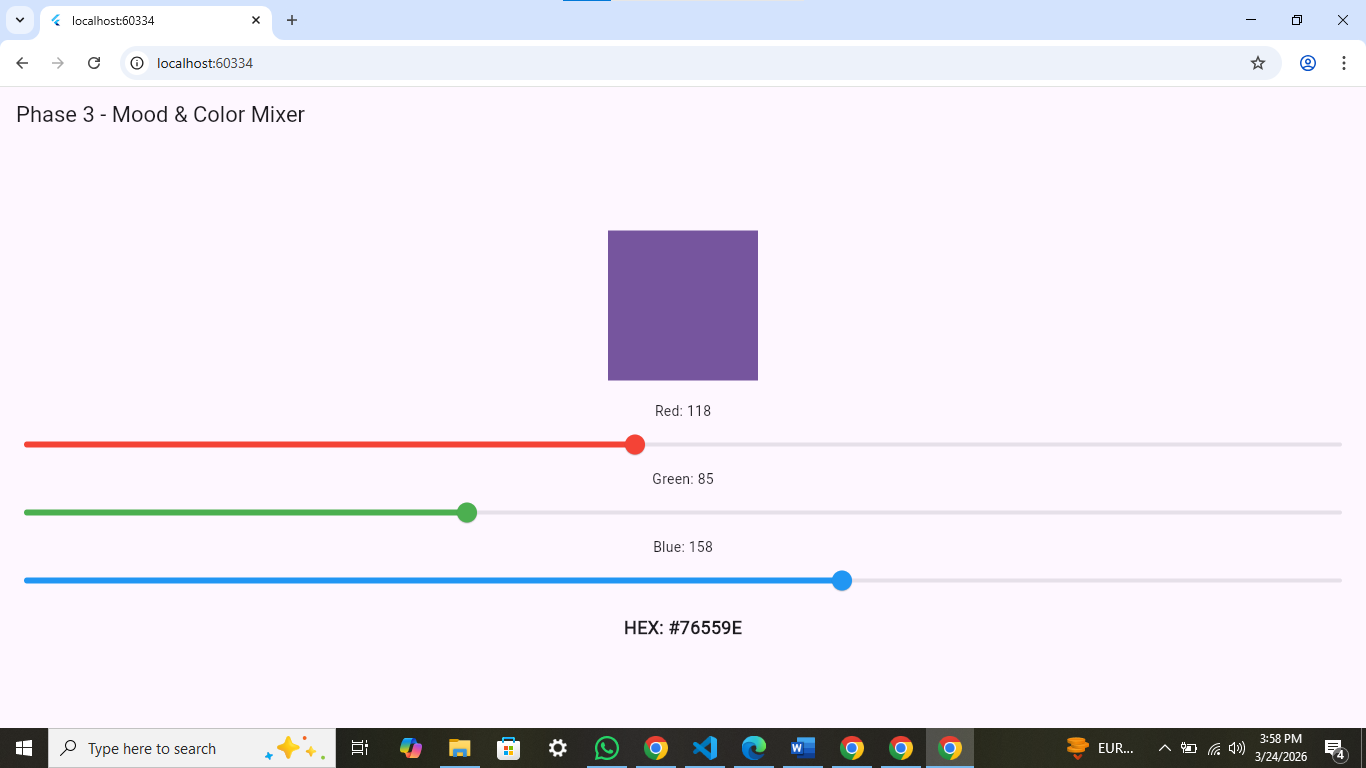 localhost:60334
localhost:60334
Phase 3 - Mood & Color Mixer
Red: 118
Green: 85
Blue: 158
HEX: #76559E
Type here to search
EUR...
3:58 PM
3/24/2026
4